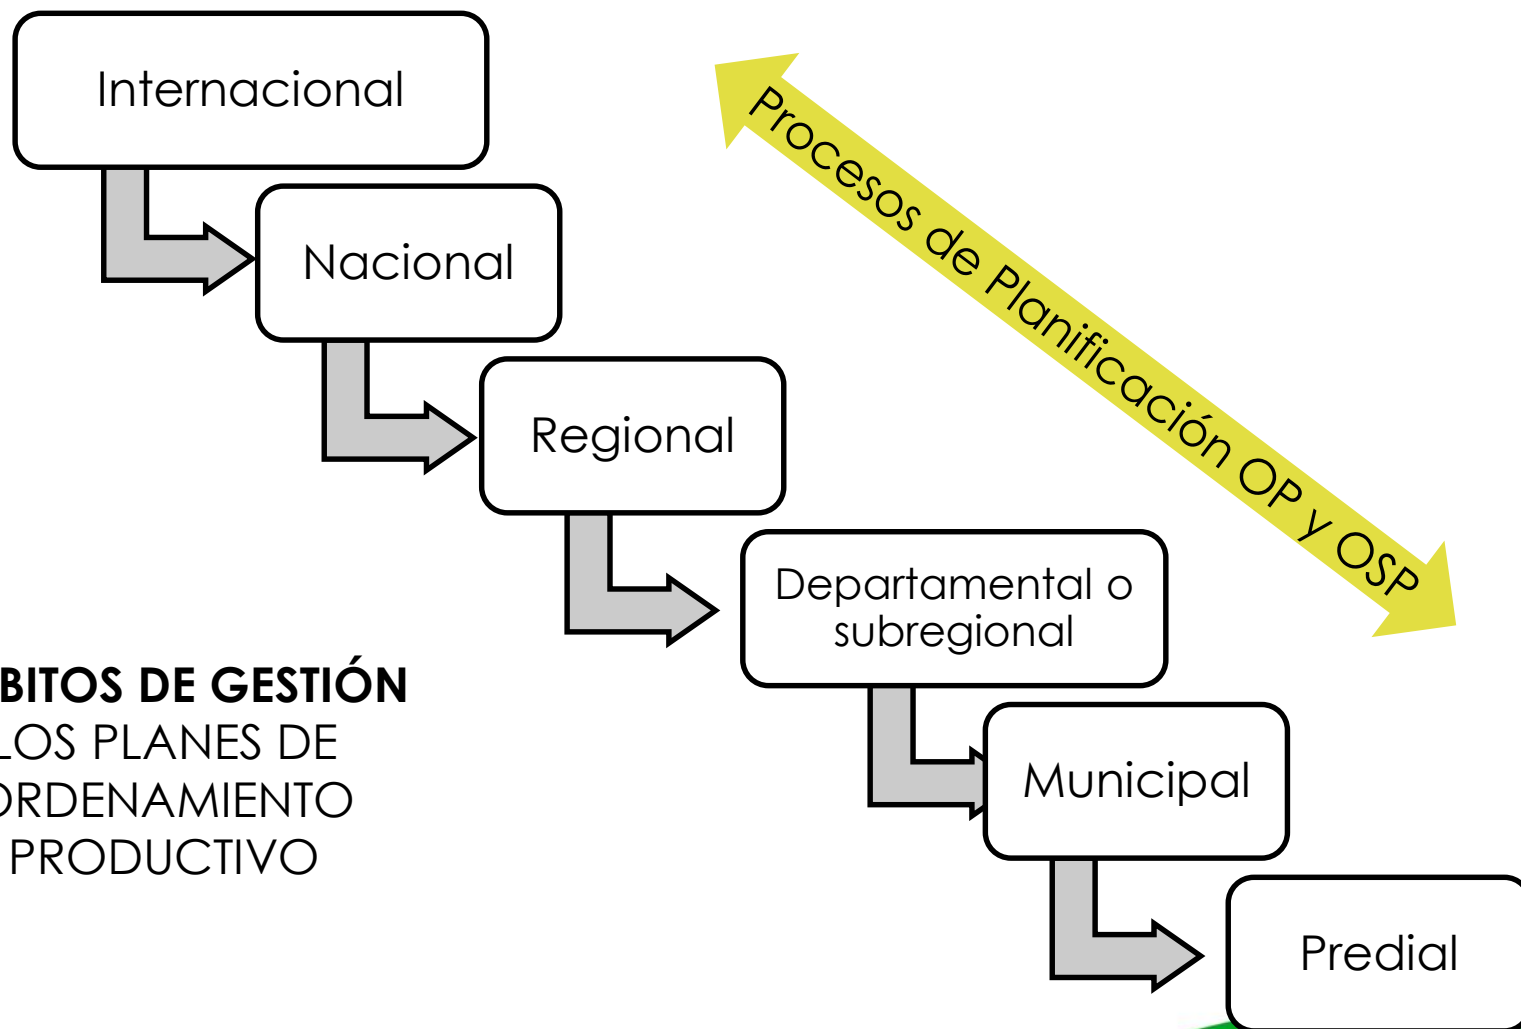 Internacional
Nacional
Regional
Departamental o
subregional
Municipal
Predial
Procesos de Planificación OP y OSP
BITOS DE GESTIÓN
LOS PLANES DE
ORDENAMIENTO
PRODUCTIVO